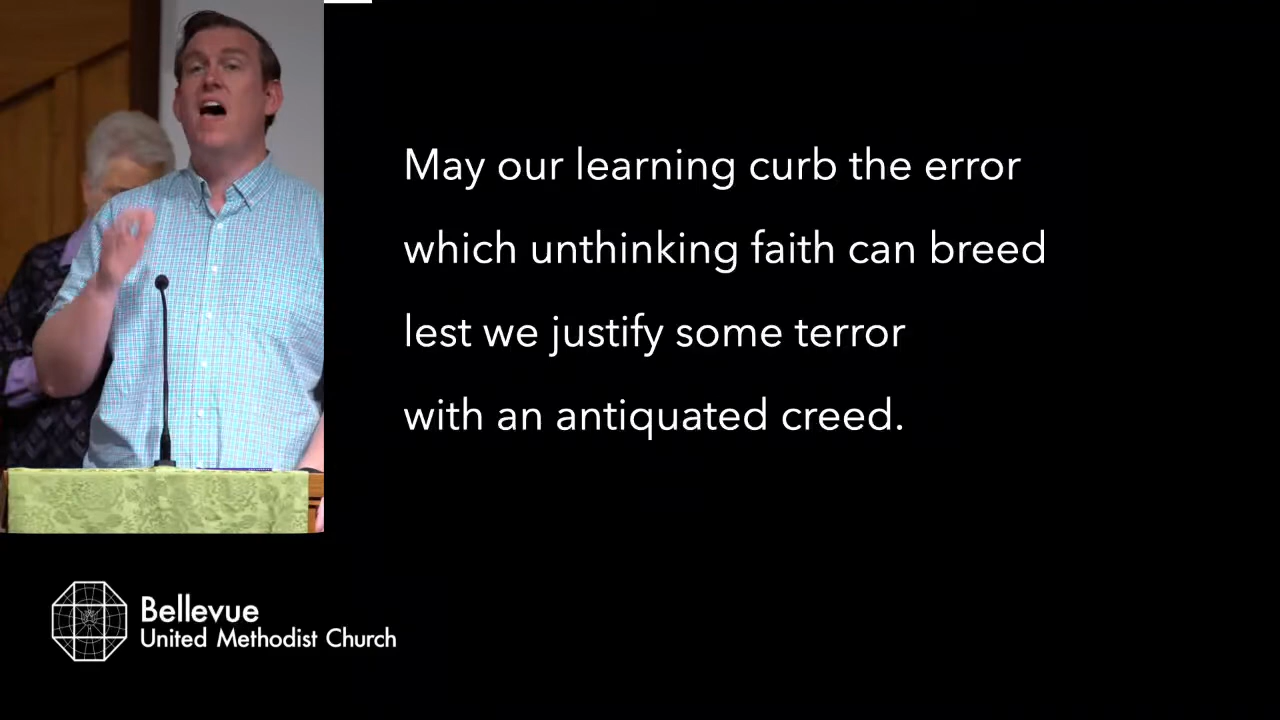 May our learning curb the error
which unthinking faith can breed
lest we justify some terror
with an antiquated creed.
Bellevue
United Methodist Church